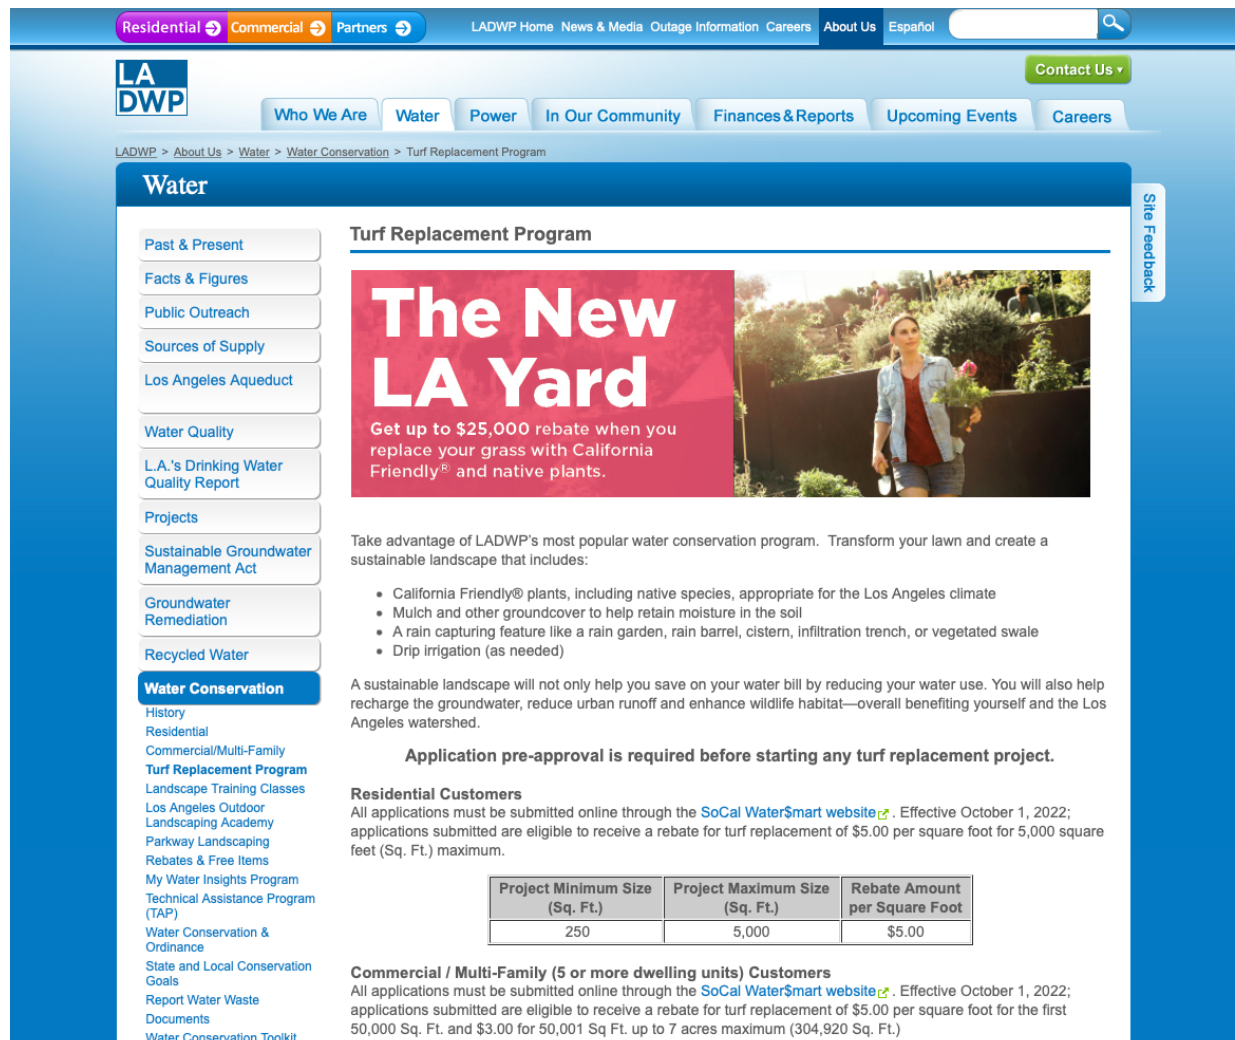 Residential Commercial Partners LADWP Home News & Media Outage Information Careers About Us Español
LA
DWP
Contact Us
Who We Are Water Power In Our Community Finances & Reports Upcoming Events Careers
LADWP > About Us > Water > Water Conservation > Turf Replacement Program
Water
Site Feedback
Past & Present
Facts & Figures
Public Outreach
Sources of Supply
Los Angeles Aqueduct
Water Quality
L.A.'s Drinking Water
Quality Report
Projects
Sustainable Groundwater
Management Act
Groundwater
Remediation
Recycled Water
Water Conservation
History
Residential
Commercial/Multi-Family
Turf Replacement Program
Landscape Training Classes
Los Angeles Outdoor
Landscaping Academy
Parkway Landscaping
Rebates & Free Items
My Water Insights Program
Technical Assistance Program
(TAP)
Water Conservation &
Ordinance
State and Local Conservation
Goals
Report Water Waste
Documents
Water Conservation Toolkit
Turf Replacement Program
The New
LA Yard
Get up to $25,000 rebate when you
replace your grass with California
Friendly® and native plants.
Take advantage of LADWP's most popular water conservation program. Transform your lawn and create a
sustainable landscape that includes:
• California Friendly® plants, including native species, appropriate for the Los Angeles climate
• Mulch and other groundcover to help retain moisture in the soil
• A rain capturing feature like a rain garden, rain barrel, cistern, infiltration trench, or vegetated swale
• Drip irrigation (as needed)
A sustainable landscape will not only help you save on your water bill by reducing your water use. You will also help
recharge the groundwater, reduce urban runoff and enhance wildlife habitat—overall benefiting yourself and the Los
Angeles watershed.
Application pre-approval is required before starting any turf replacement project.
Residential Customers
All applications must be submitted online through the SoCal Water$mart website . Effective October 1, 2022;
applications submitted are eligible to receive a rebate for turf replacement of $5.00 per square foot for 5,000 square
feet (Sq. Ft.) maximum.
Project Minimum Size Project Maximum Size Rebate Amount
(Sq. Ft.) (Sq. Ft.) per Square Foot
250 5,000 $5.00
Commercial / Multi-Family (5 or more dwelling units) Customers
All applications must be submitted online through the SoCal Water$mart website . Effective October 1, 2022;
applications submitted are eligible to receive a rebate for turf replacement of $5.00 per square foot for the first
50,000 Sq. Ft. and $3.00 for 50,001 Sq Ft. up to 7 acres maximum (304,920 Sq. Ft.)